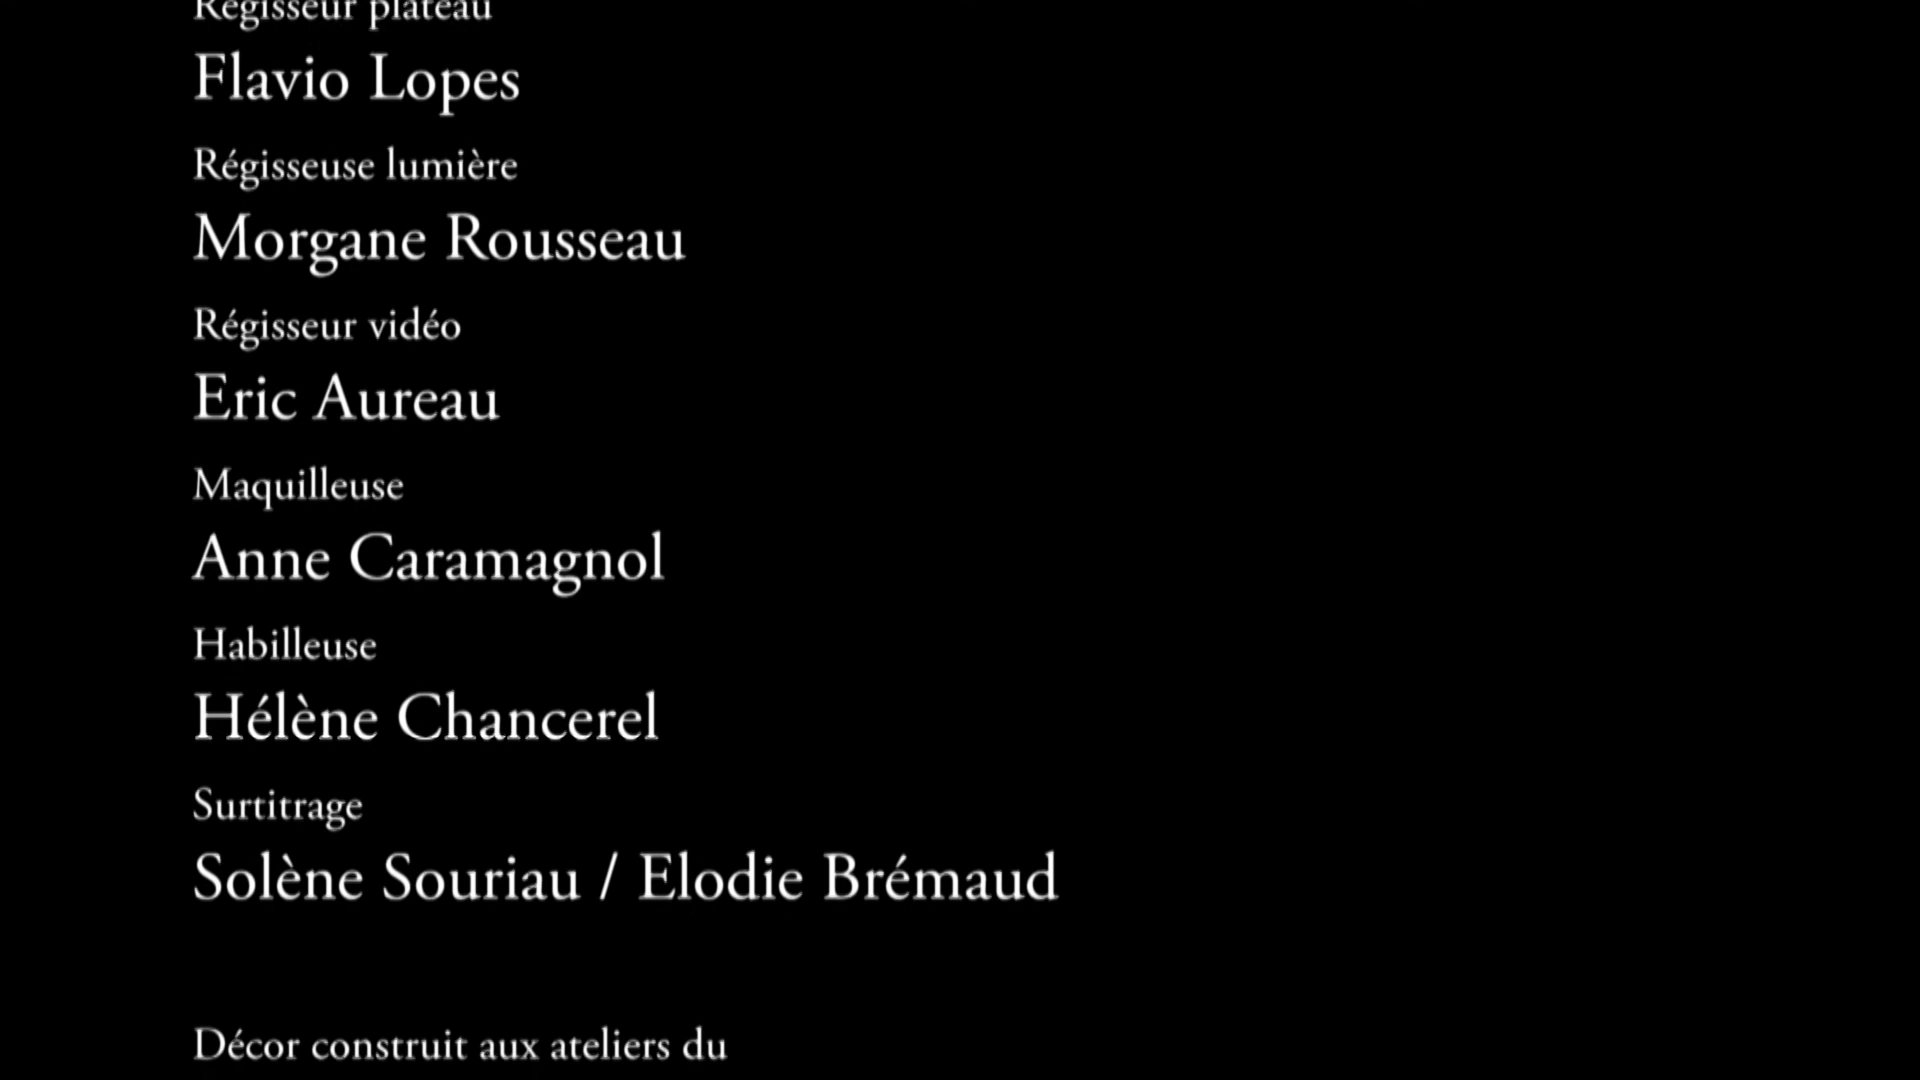 Régisseur plateau
Flavio Lopes
Régisseuse lumière
Morgane Rousseau
Régisseur vidéo
Eric Aureau
Maquilleuse
Anne Caramagnol
Habilleuse
Hélène Chancerel
Surtitrage
Solène Souriau / Elodie Brémaud
Décor construit aux ateliers du